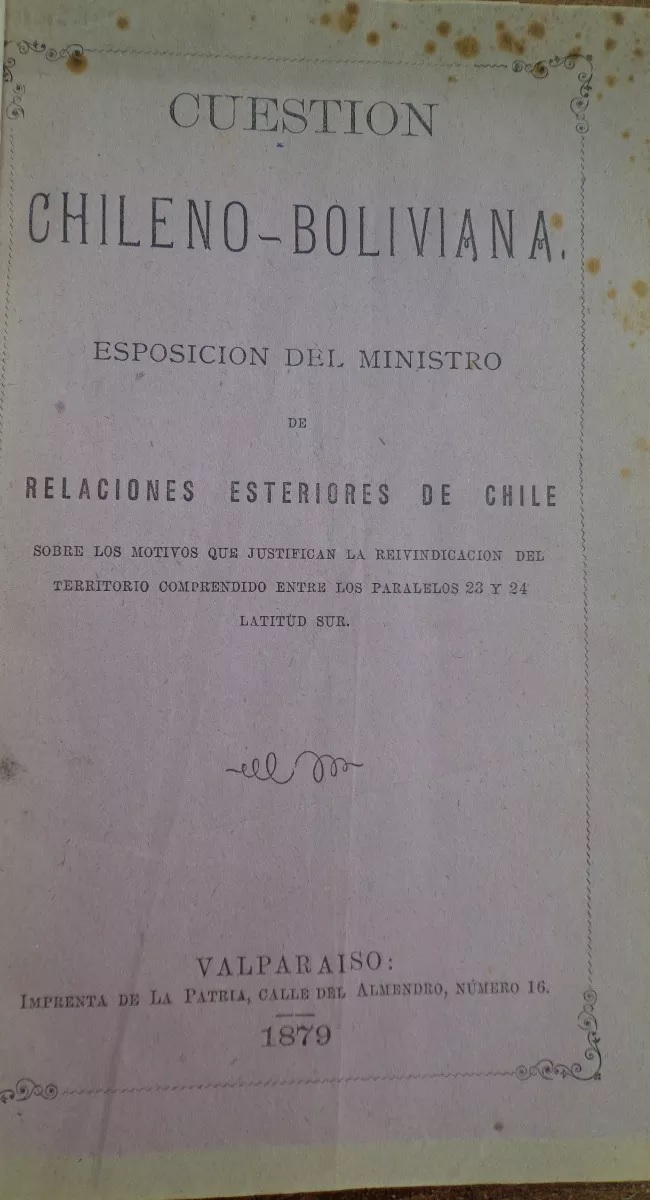 CUESTION
CHILENO-BOLIVIANA.
ESPOSICION DEL MINISTRO
DE
RELACIONES ESTERIORES DE CHILE
SOBRE LOS MOTIVOS QUE JUSTIFICAN LA REIVINDICACION DEL
TERRITORIO COMPRENDIDO ENTRE LOS PARALELOS 23 Y 24
LATITUD SUR.
VALPARAISO:
IMPRENTA DE LA PATRIA, CALLE DEL ALMENDRO, NÚMERO 16.
1879